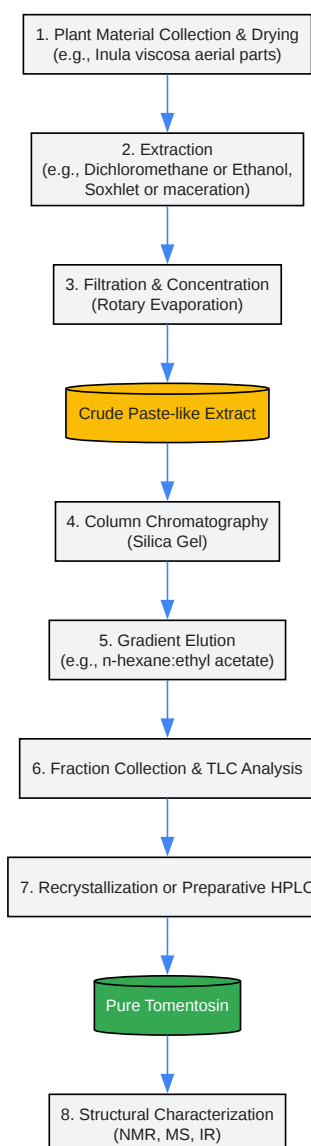 1. Plant Material Collection & Drying
(e.g., Inula viscosa aerial parts)
2. Extraction
(e.g., Dichloromethane or Ethanol,
Soxhlet or maceration)
3. Filtration & Concentration
(Rotary Evaporation)
Crude Paste-like Extract
4. Column Chromatography
(Silica Gel)
5. Gradient Elution
(e.g., n-hexane:ethyl acetate)
6. Fraction Collection & TLC Analysis
7. Recrystallization or Preparative HPLC
Pure Tomentosin
8. Structural Characterization
(NMR, MS, IR)